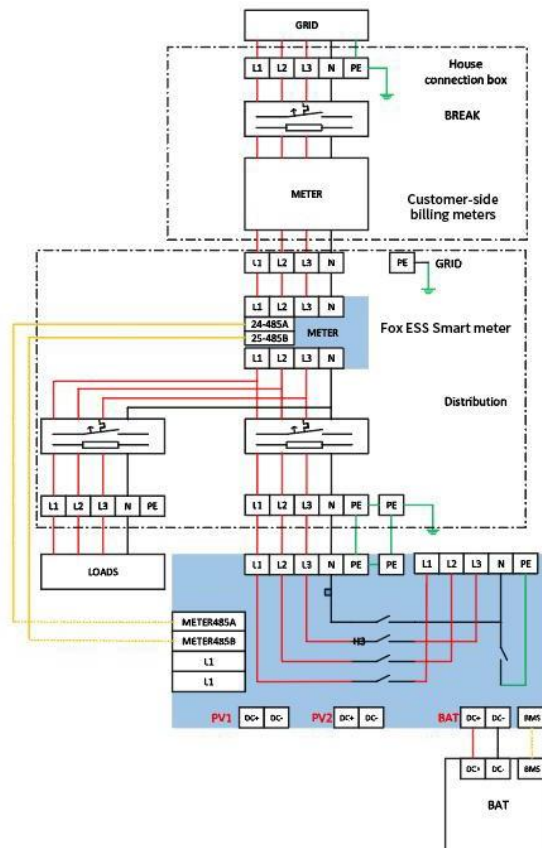 GRID
L1 L2 L3 N PE
House
connection box
BREAK
METER
Customer-side
billing meters
L1 L2 L3 N
PE
GRID
L1 L2 L3 N
24-485A
25-485B
METER
Fox ESS Smart meter
L1 L2 L3 N
Distribution
L1 L2 L3 N PE
L1 L2 L3 N PE PE
LOADS
L1 L2 L3 N PE PE
L1 L2 L3 N PE
METER485A
METER485B
L1
L1
H3
PV1 DC+ DC-
PV2 DC+ DC-
BAT DC+ DC- BMS
DC+ DC- BMS
BAT